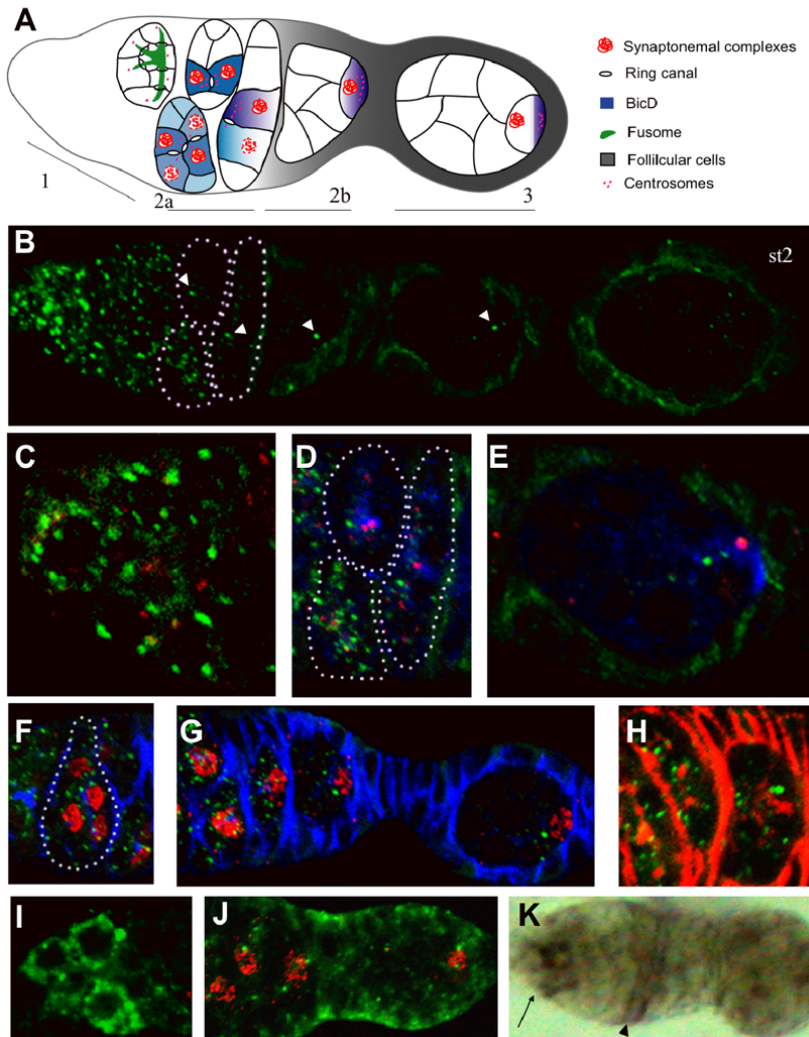 A
Synaptonemal complexes
Ring canal
BicD
Fusome
Follilcular cells
Centrosomes
1
2a
2b
3
B
st2
C
D
E
F
G
H
I
J
K